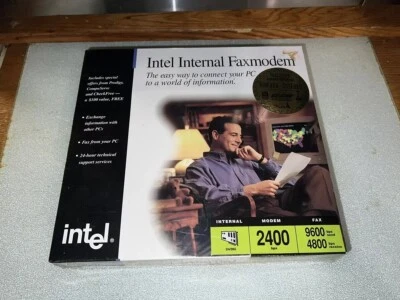 Intel Internal Faxmodem
The easy way to connect your PC
to a world of information.
Includes special
offers from Prodigy,
CompuServe
and CheckFree —
a $100 value, FREE
• Exchange
information with
other PCs
• Fax from your PC
• 24-hour technical
support services
intel®
INTERNAL
MODEM
2400
bps
FAX
9600
4800